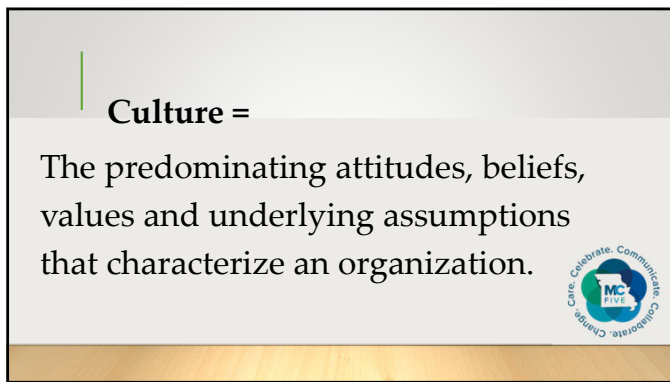 Culture =
The predominating attitudes, beliefs,
values and underlying assumptions
that characterize an organization.
Care. Celebrate. Communicate. Collaborate. Change.
MC
FIVE